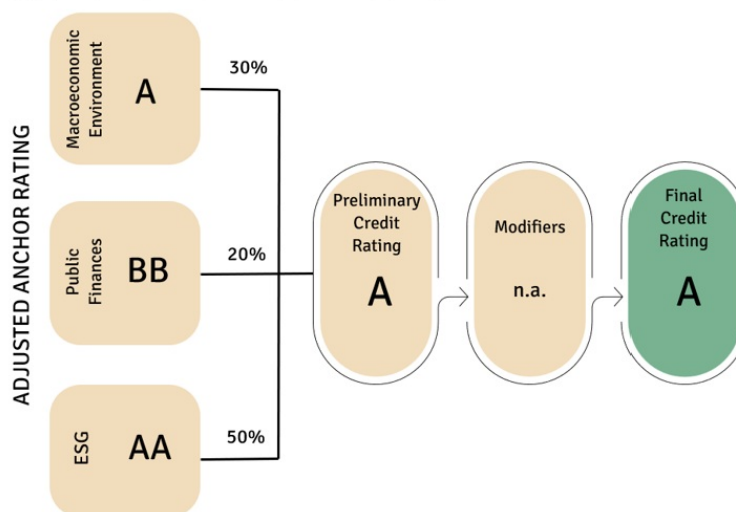 ADJUSTED ANCHOR RATING
Macroeconomic
Environment
A
30%
Public
Finances
BB
20%
ESG
AA
50%
Preliminary
Credit
Rating
A
Modifiers
n.a.
Final
Credit
Rating
A